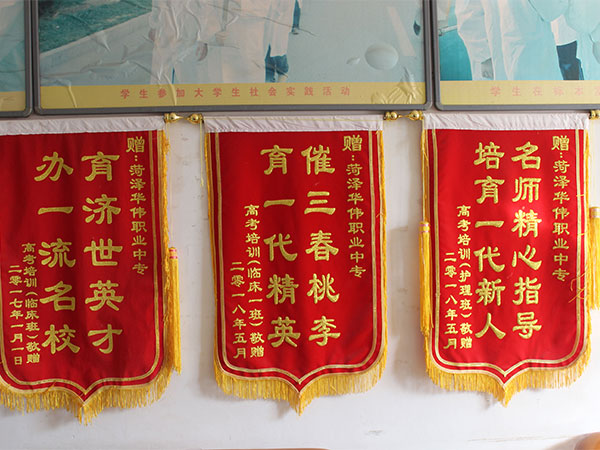 学生参加大学生社会实践活动
学生在标本
赠：菏泽华伟职业中专
育济世英才
办一流名校
高考培训（临床班）敬赠
二零一七年一月一日
赠：菏泽华伟职业中专
催三春桃李
育一代精英
高考培训（临床一班）敬赠
二〇一八年五月
赠：菏泽华伟职业中专
名师精心指导
培育一代新人
高考培训（护理班）敬赠
二零一八年五月